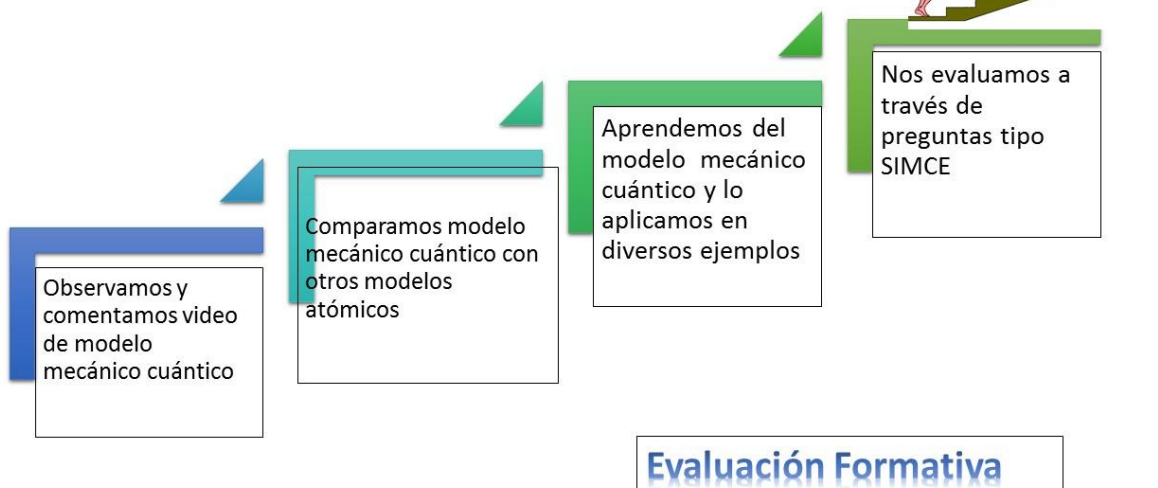 Observamos y
comentamos video
de modelo
mecánico cuántico
Comparamos modelo
mecánico cuántico con
otros modelos
atómicos
Aprendemos del
modelo mecánico
cuántico y lo
aplicamos en
diversos ejemplos
Nos evaluamos a
través de
preguntas tipo
SIMCE
Evaluación Formativa